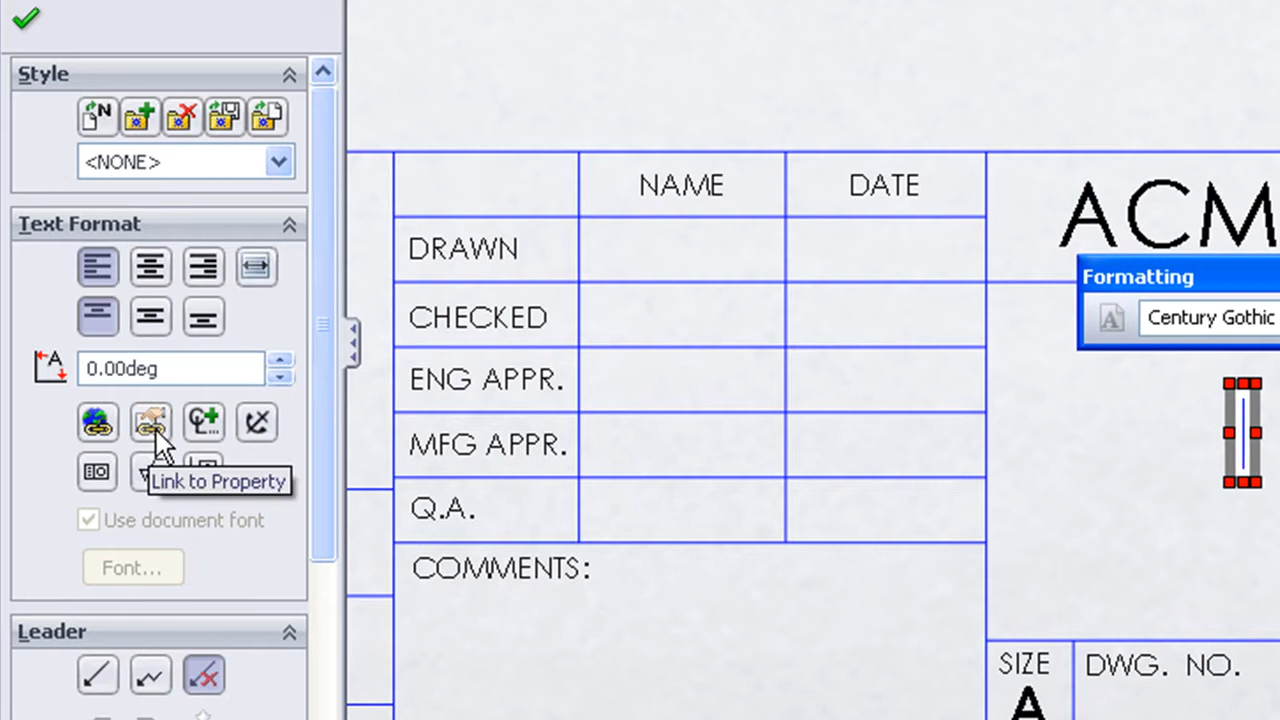 Style
<NONE>
Text Format
0.00deg
Link to Property
Use document font
Font...
Leader
NAME DATE
DRAWN
CHECKED
ENG APPR.
MFG APPR.
Q.A.
COMMENTS:
ACM
Formatting
Century Gothic
SIZE
A
DWG. NO.